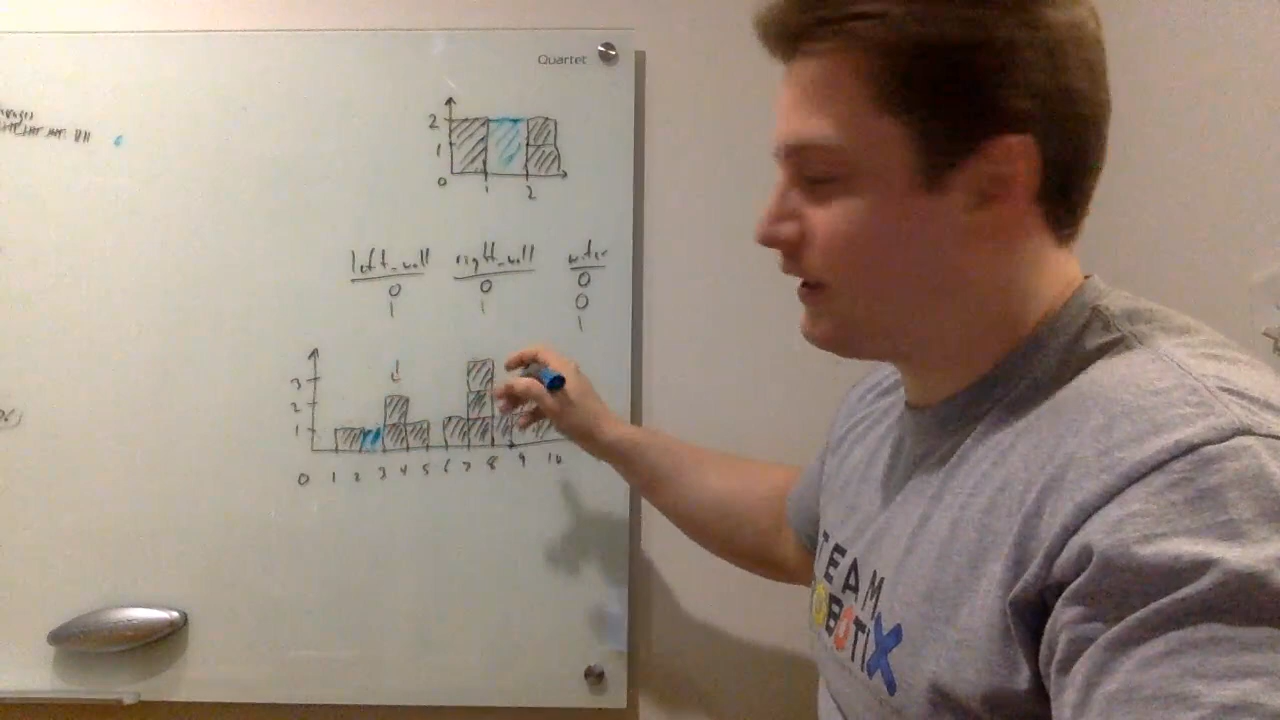 Quartet
2
1
0
1 2
left_wall right_wall water
0 0 0
1 1 0
1
3
2
1
0 1 2 3 4 5 6 7 8 9 10
TEAM
ROBOTIX